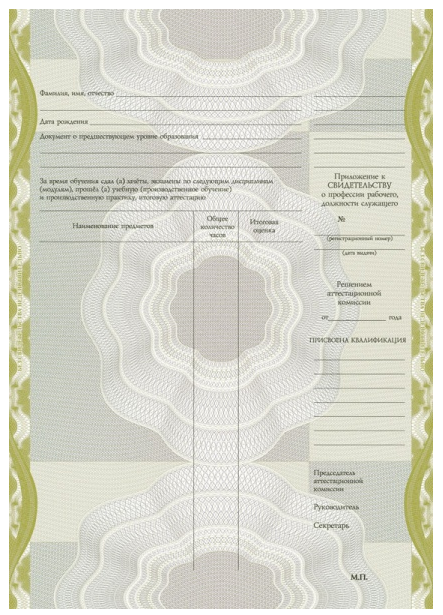 Фамилия, имя, отчество
Дата рождения
Документ о предшествующем уровне образования
За время обучения сдал (а) зачёты, экзамены по следующим дисциплинам
(модулям), прошёл (а) учебную (производственное обучение)
и производственную практику, итоговую аттестацию
Наименование предметов
Общее
количество
часов
Итоговая
оценка
Приложение к
СВИДЕТЕЛЬСТВУ
о профессии рабочего,
должности служащего
№
(регистрационный номер)
(дата выдачи)
Решением
аттестационной
комиссии
от года
ПРИСВОЕНА КВАЛИФИКАЦИЯ
Председатель
аттестационной
комиссии
Руководитель
Секретарь
М.П.